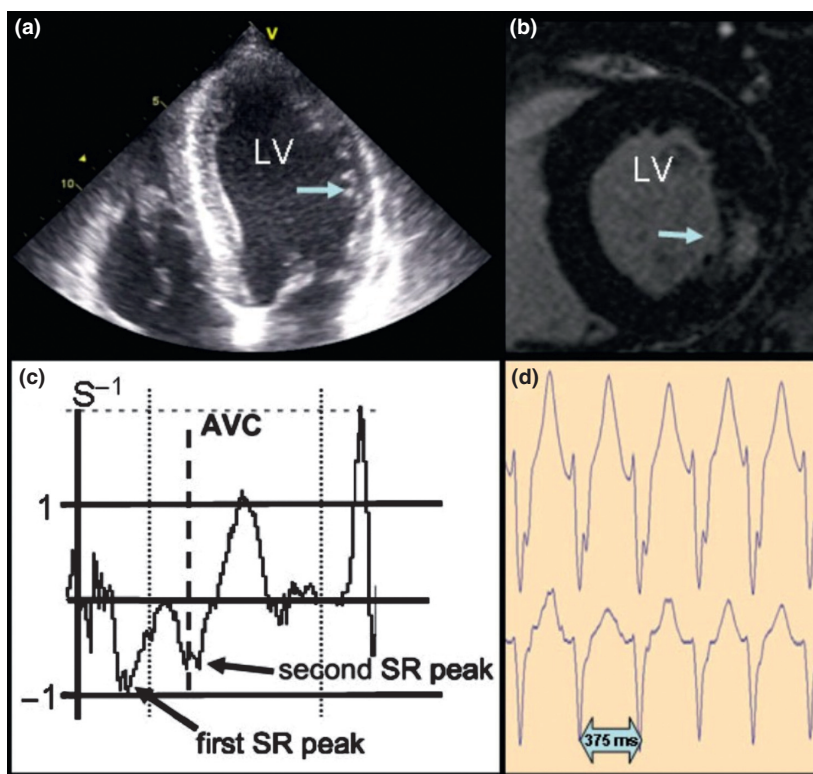 (a)
V
5
4
10
LV
(b)
LV
(c)
S⁻¹
AVC
1
second SR peak
–1
first SR peak
(d)
375 ms